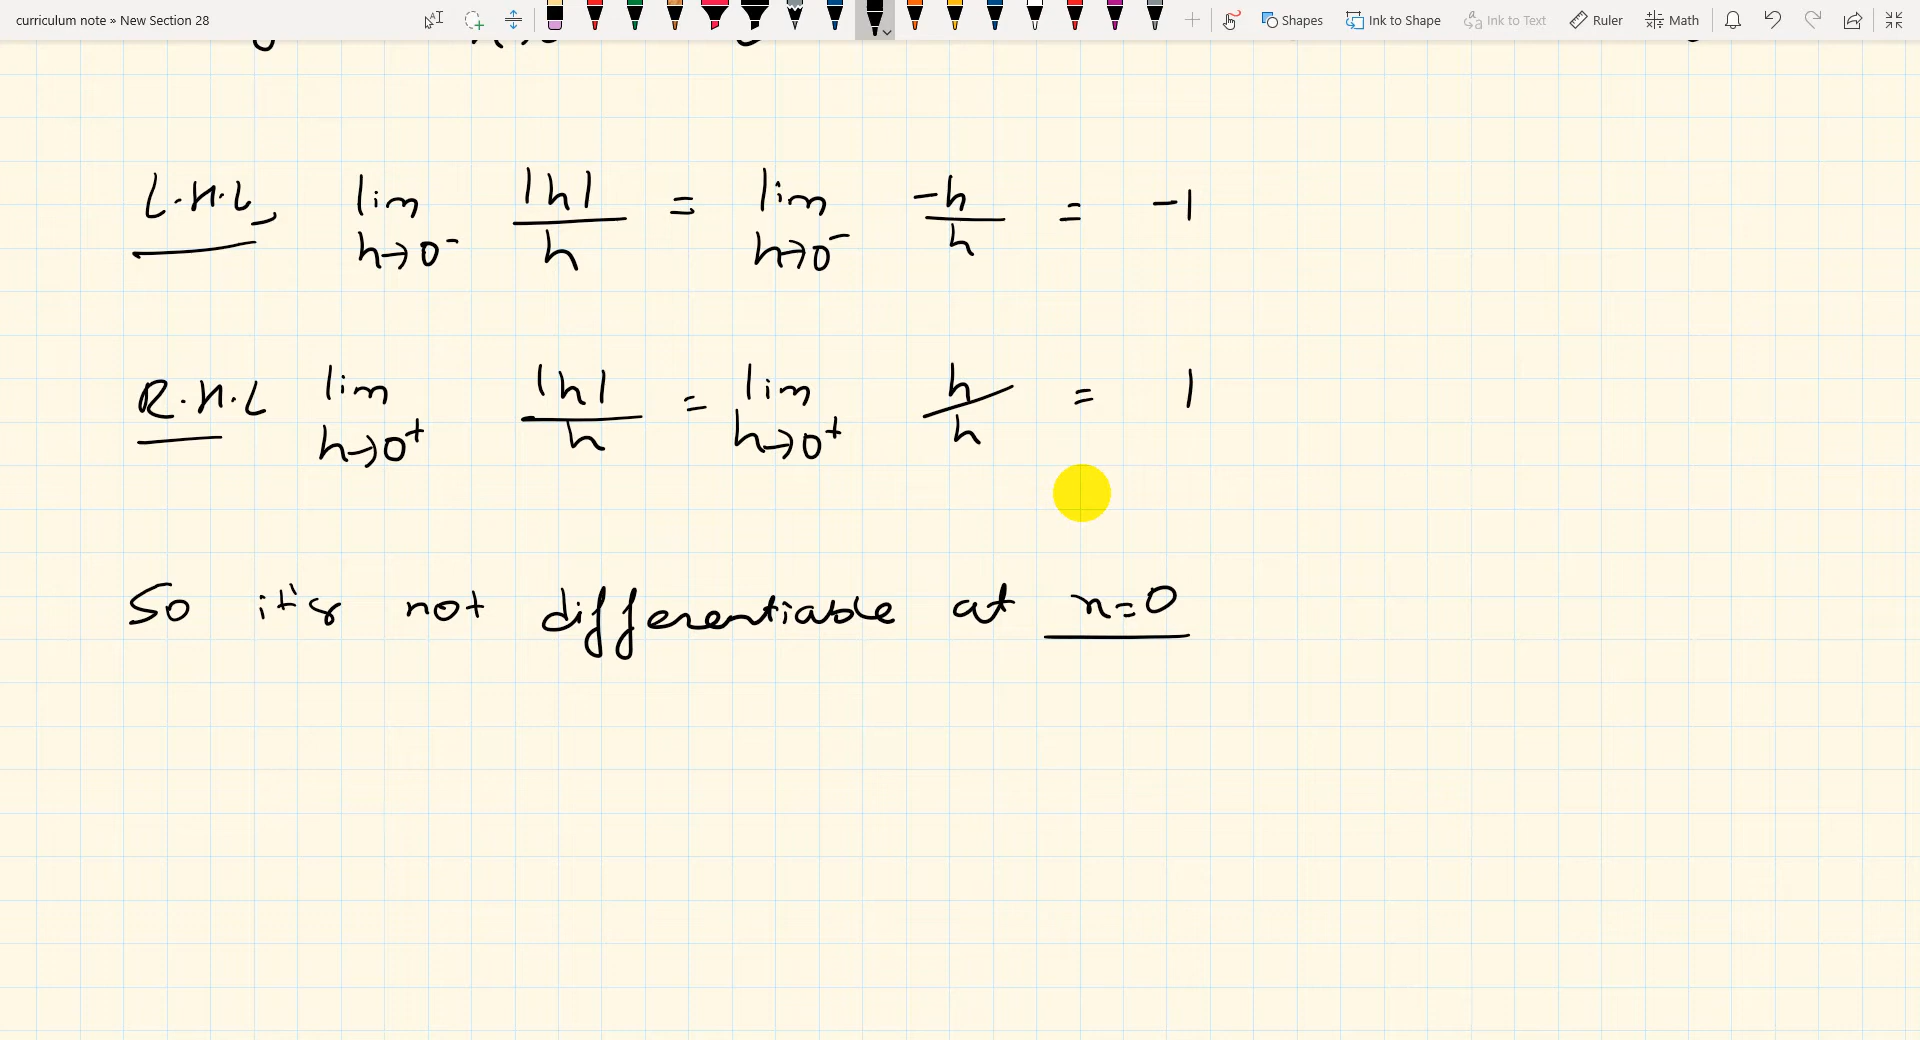 curriculum note » New Section 28 Shapes Ink to Shape Ink to Text Ruler Math
L.H.L, lim h→0⁻ |h|/h = lim h→0⁻ -h/h = -1
R.H.L lim h→0⁺ |h|/h = lim h→0⁺ h/h = 1
So it's not differentiable at x=0